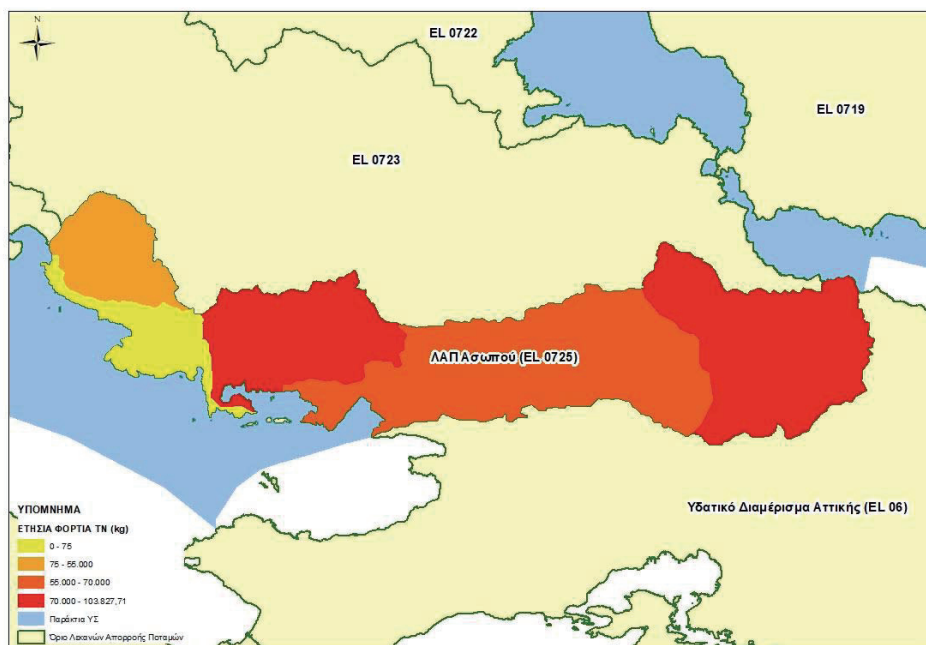 N
EL 0722
EL 0719
EL 0723
ΛΑΠ Ασωπού (EL 0725)
Υδατικό Διαμέρισμα Αττικής (EL 06)
ΥΠΟΜΝΗΜΑ
ΕΤΗΣΙΑ ΦΟΡΤΙΑ TN (kg)
0 - 75
75 - 55.000
55.000 - 70.000
70.000 - 103.827,71
Παράκτια ΥΣ
Όριο Λεκανών Απορροής Ποταμών